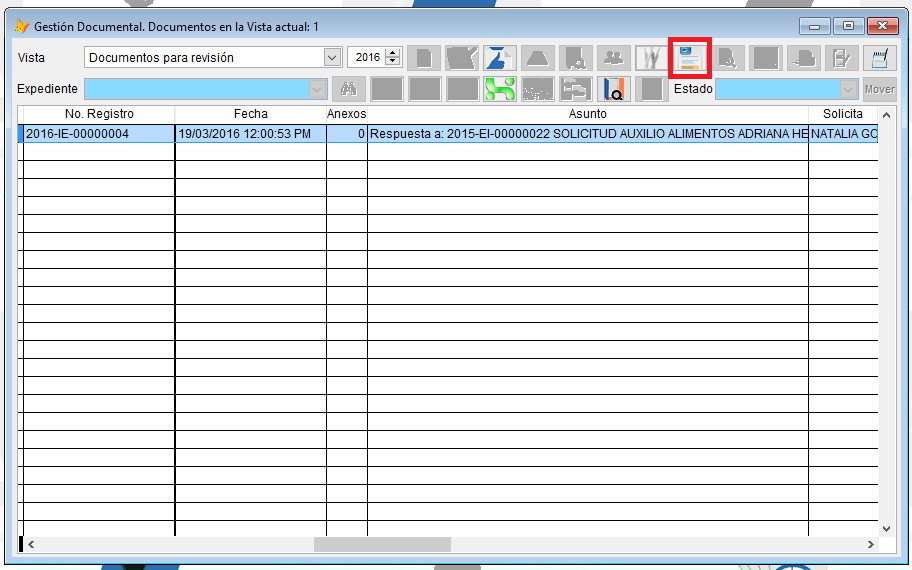 Gestión Documental. Documentos en la Vista actual: 1
Vista Documentos para revisión 2016
Expediente Estado Mover
No. Registro Fecha Anexos Asunto Solicita
2016-IE-00000004 19/03/2016 12:00:53 PM 0 Respuesta a: 2015-EI-00000022 SOLICITUD AUXILIO ALIMENTOS ADRIANA HE NATALIA GO